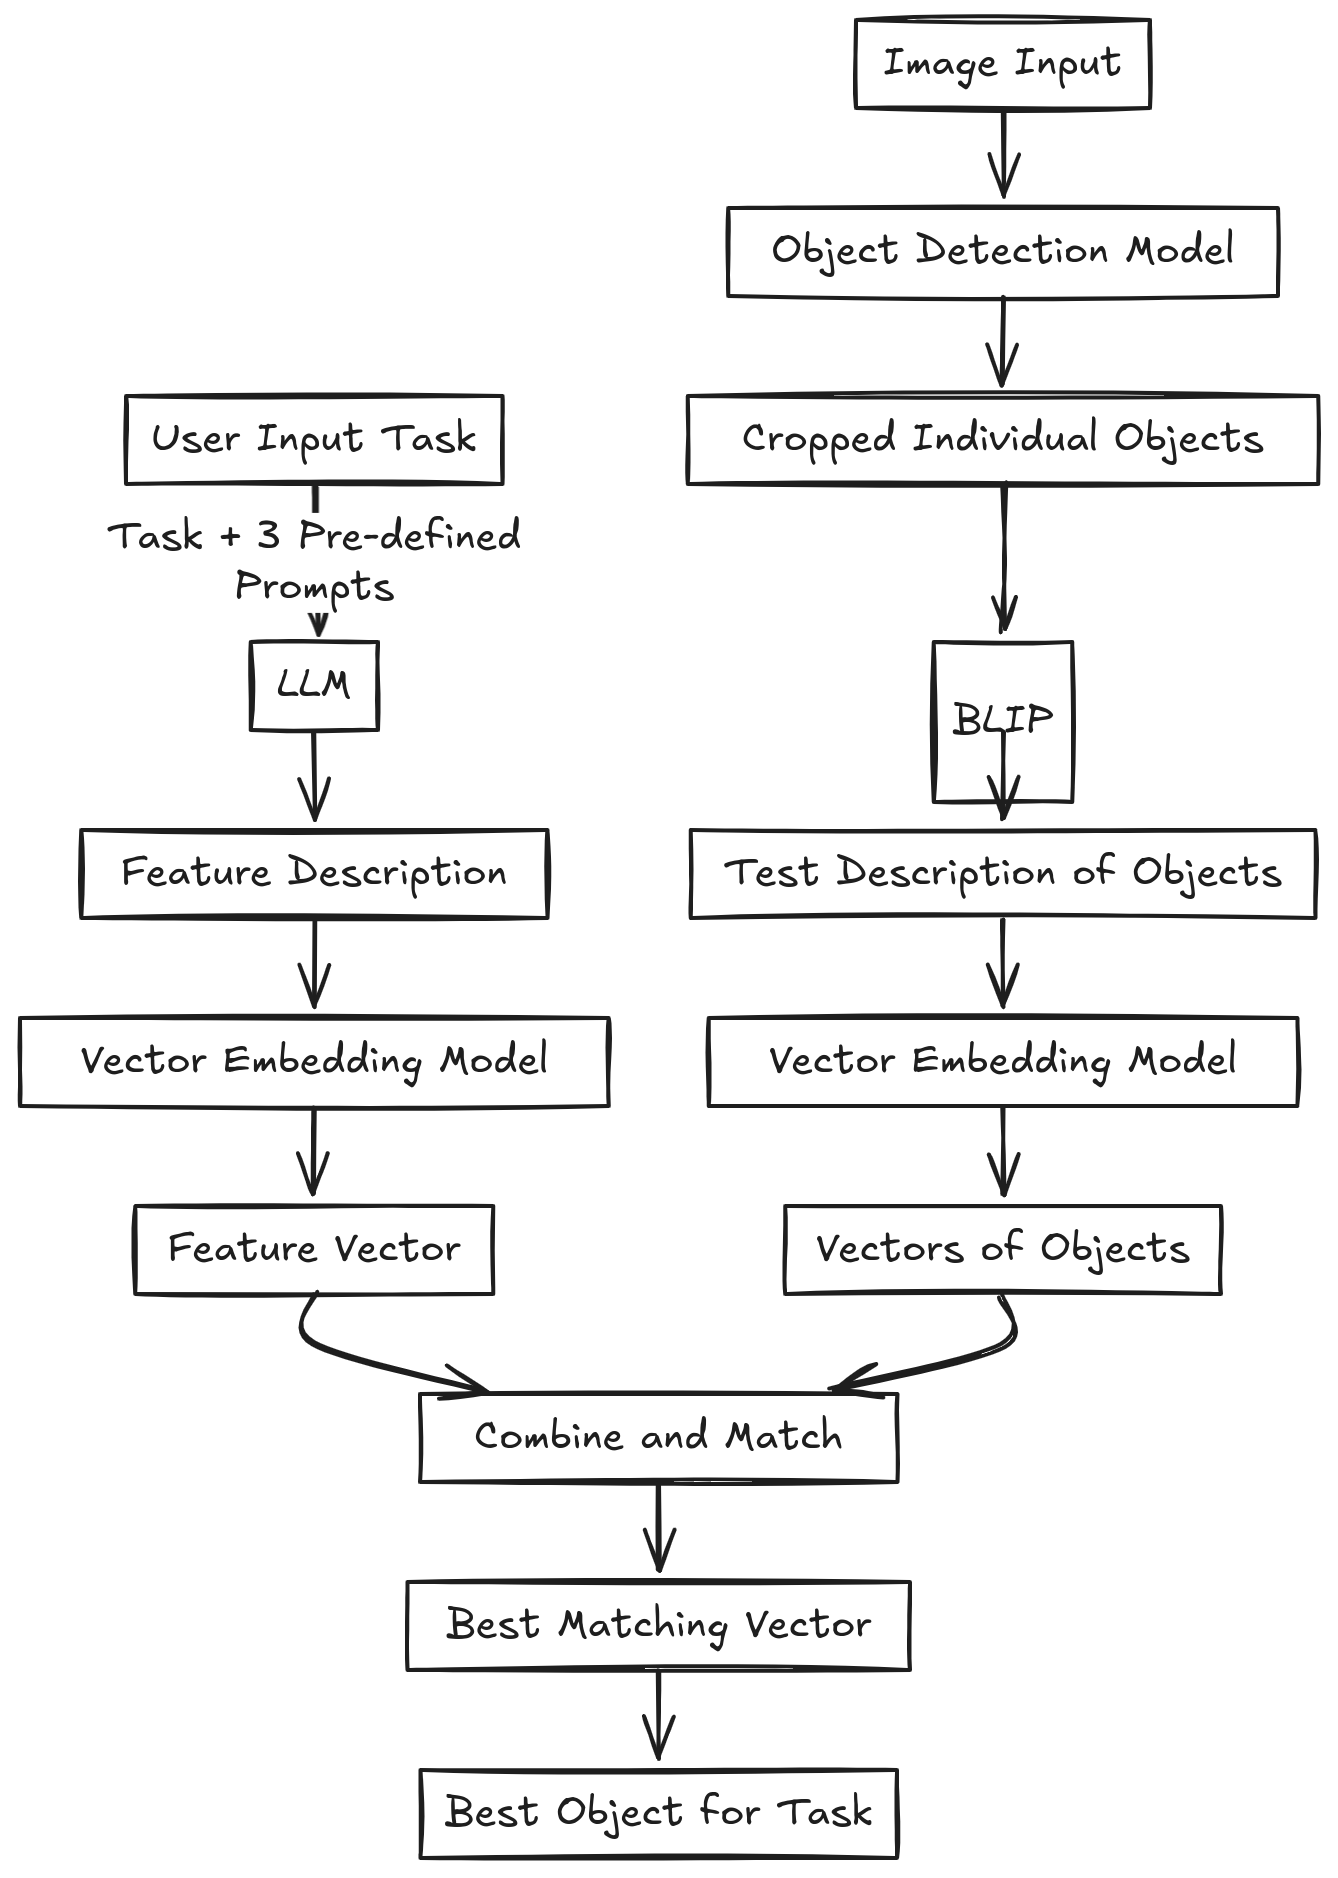 Image Input
Object Detection Model
User Input Task
Cropped Individual Objects
Task + 3 Pre-defined
Prompts
LLM
BLIP
Feature Description
Test Description of Objects
Vector Embedding Model
Vector Embedding Model
Feature Vector
Vectors of Objects
Combine and Match
Best Matching Vector
Best Object for Task